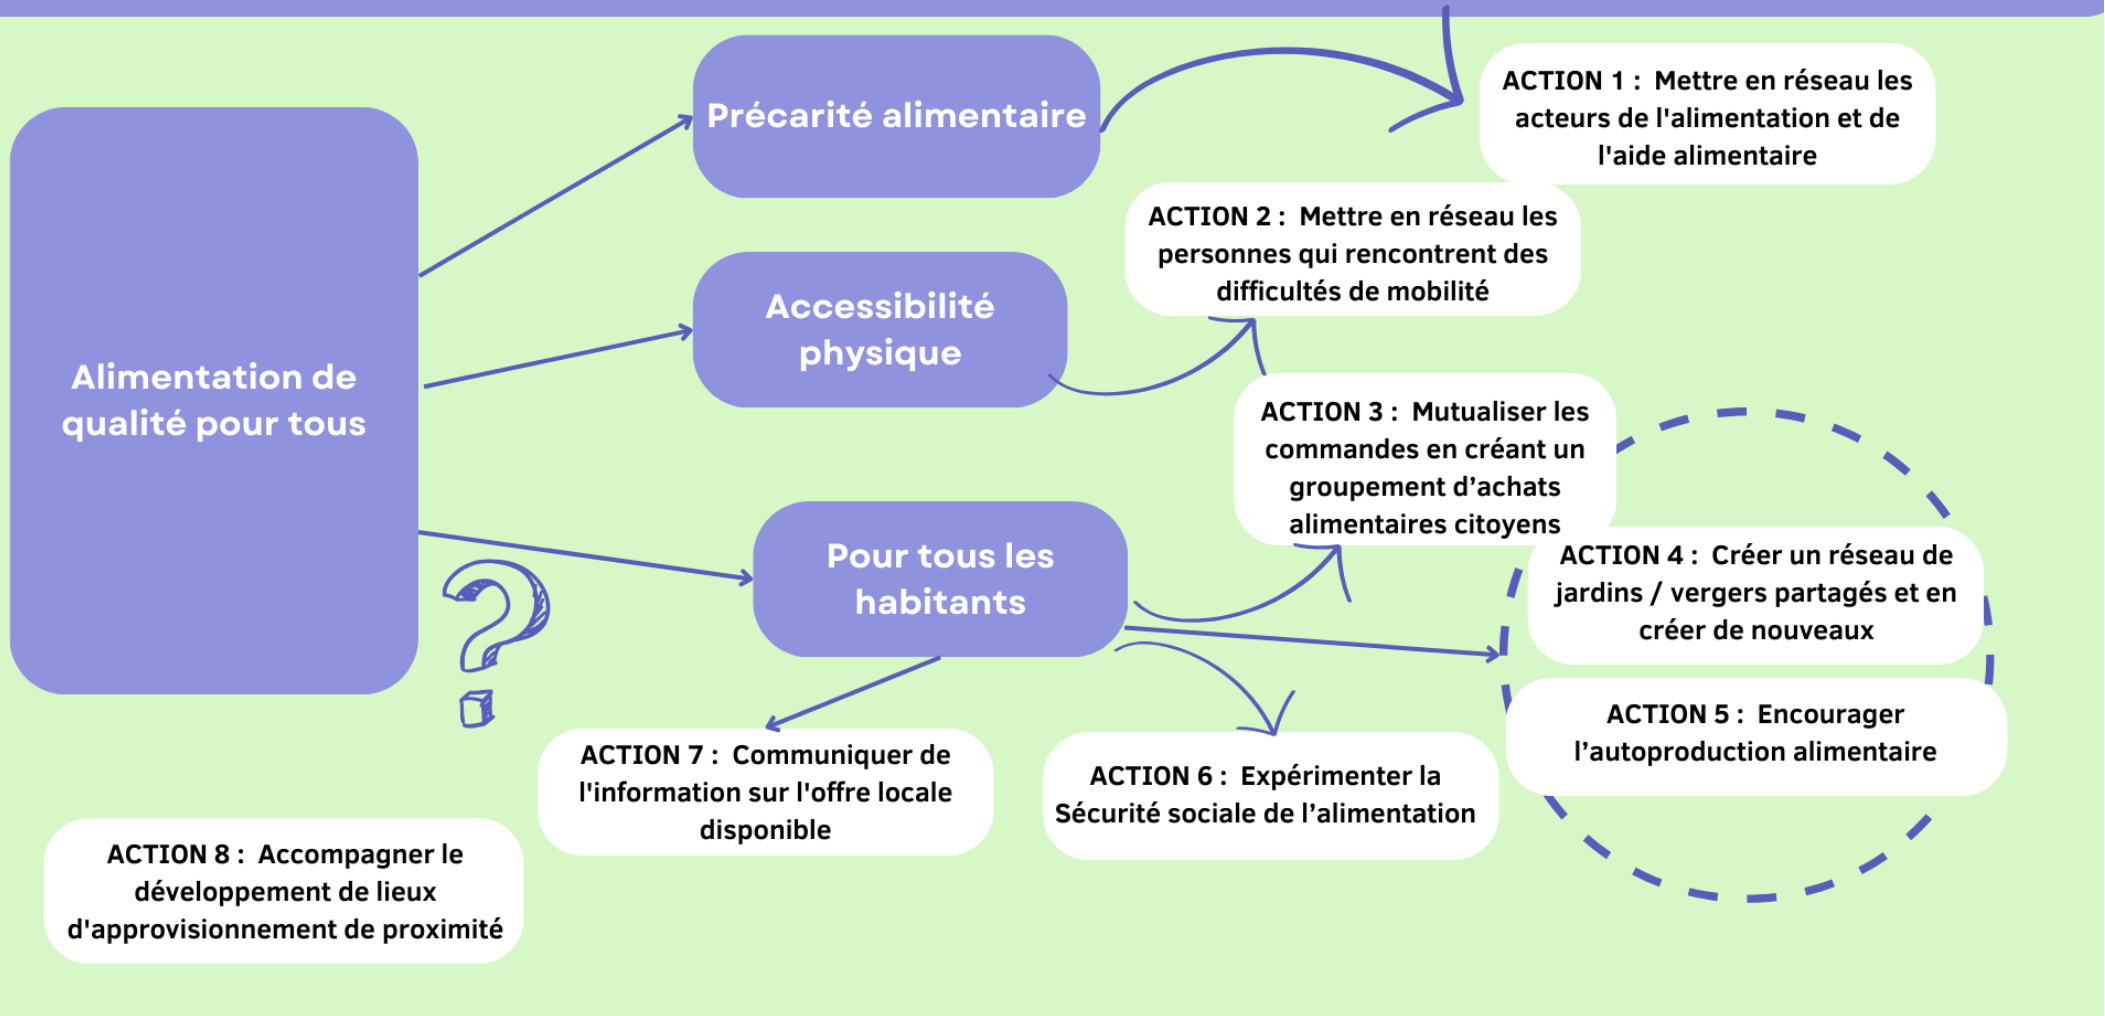 Précarité alimentaire
ACTION 1 : Mettre en réseau les
acteurs de l'alimentation et de
l'aide alimentaire
ACTION 2 : Mettre en réseau les
personnes qui rencontrent des
difficultés de mobilité
Accessibilité
physique
Alimentation de
qualité pour tous
ACTION 3 : Mutualiser les
commandes en créant un
groupement d’achats
alimentaires citoyens
Pour tous les
habitants
ACTION 4 : Créer un réseau de
jardins / vergers partagés et en
créer de nouveaux
?
ACTION 5 : Encourager
l’autoproduction alimentaire
ACTION 7 : Communiquer de
l'information sur l'offre locale
disponible
ACTION 6 : Expérimenter la
Sécurité sociale de l’alimentation
ACTION 8 : Accompagner le
développement de lieux
d'approvisionnement de proximité